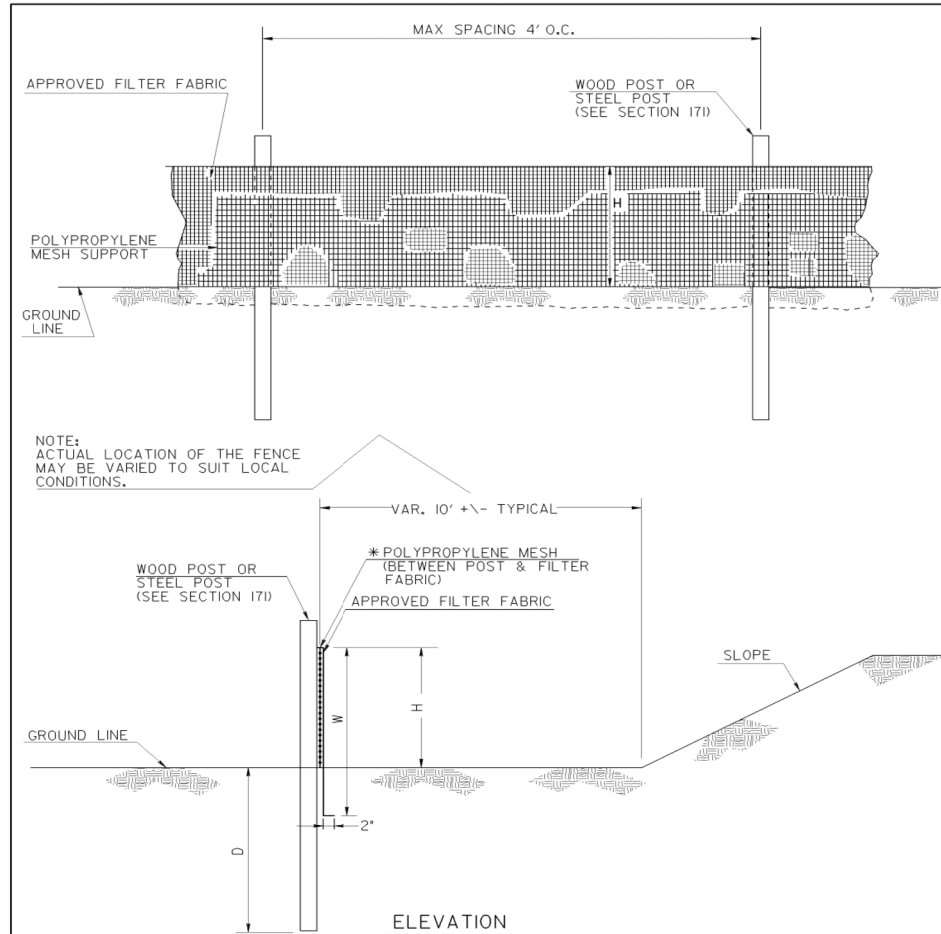 MAX SPACING 4' O.C.
APPROVED FILTER FABRIC
WOOD POST OR
STEEL POST
(SEE SECTION 171)
H
POLYPROPYLENE
MESH SUPPORT
GROUND
LINE
NOTE:
ACTUAL LOCATION OF THE FENCE
MAY BE VARIED TO SUIT LOCAL
CONDITIONS.
VAR. 10' +\- TYPICAL
* POLYPROPYLENE MESH
(BETWEEN POST & FILTER
FABRIC)
WOOD POST OR
STEEL POST
(SEE SECTION 171)
APPROVED FILTER FABRIC
SLOPE
W
H
GROUND LINE
2"
D
ELEVATION